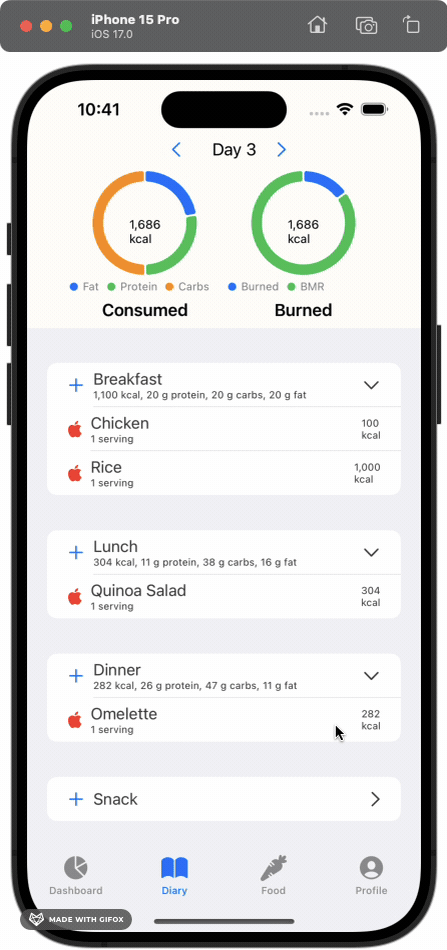 iPhone 15 Pro
iOS 17.0
10:41
Day 3
1,686
kcal
1,686
kcal
Fat Protein Carbs
Burned BMR
Consumed
Burned
Breakfast
1,100 kcal, 20 g protein, 20 g carbs, 20 g fat
Chicken
1 serving
100
kcal
Rice
1 serving
1,000
kcal
Lunch
304 kcal, 11 g protein, 38 g carbs, 16 g fat
Quinoa Salad
1 serving
304
kcal
Dinner
282 kcal, 26 g protein, 47 g carbs, 11 g fat
Omelette
1 serving
282
kcal
Snack
Dashboard
Diary
Food
Profile
MADE WITH GIFOX